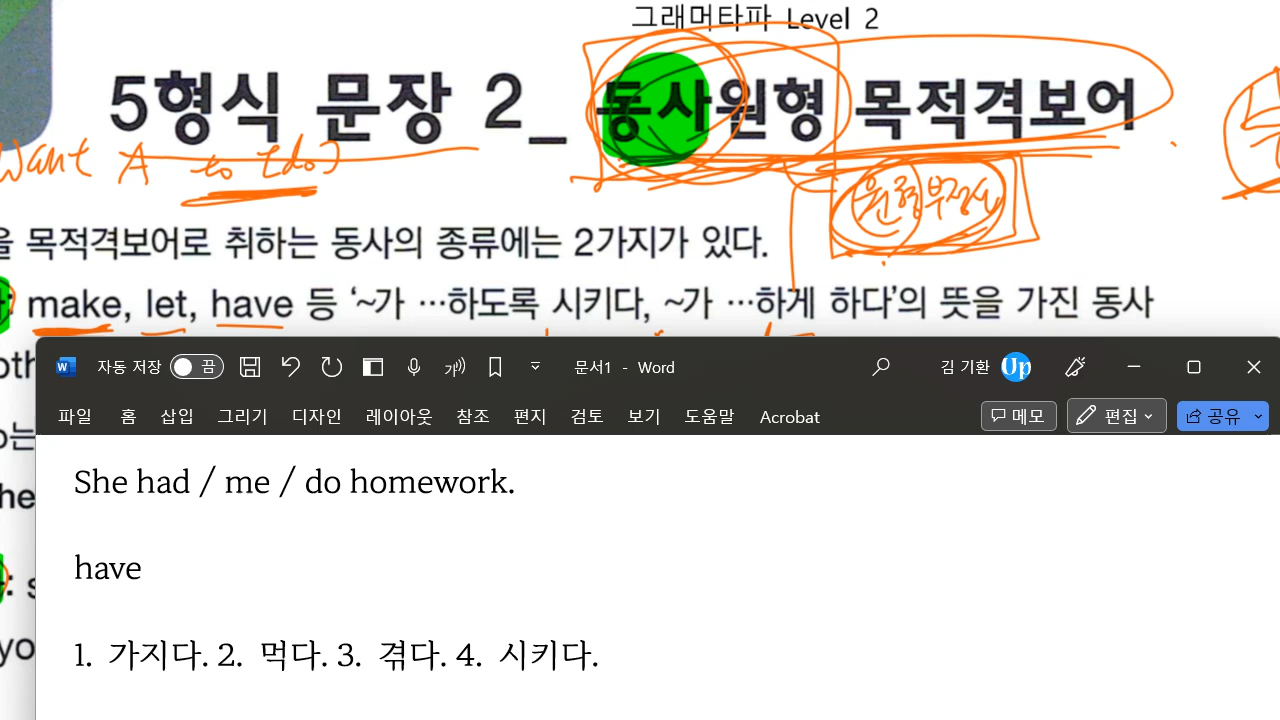 그래머타파 Level 2
5형식 문장 2_ 동사원형 목적격보어
Want A to (do)
원형부정사
을 목적격보어로 취하는 동사의 종류에는 2가지가 있다.
make, let, have 등 ‘~가 …하도록 시키다, ~가 …하게 하다’의 뜻을 가진 동사
자동 저장 끔 가 문서1 - Word 김 기환 Up
파일 홈 삽입 그리기 디자인 레이아웃 참조 편지 검토 보기 도움말 Acrobat 메모 편집 공유
She had / me / do homework.
have
1. 가지다. 2. 먹다. 3. 겪다. 4. 시키다.